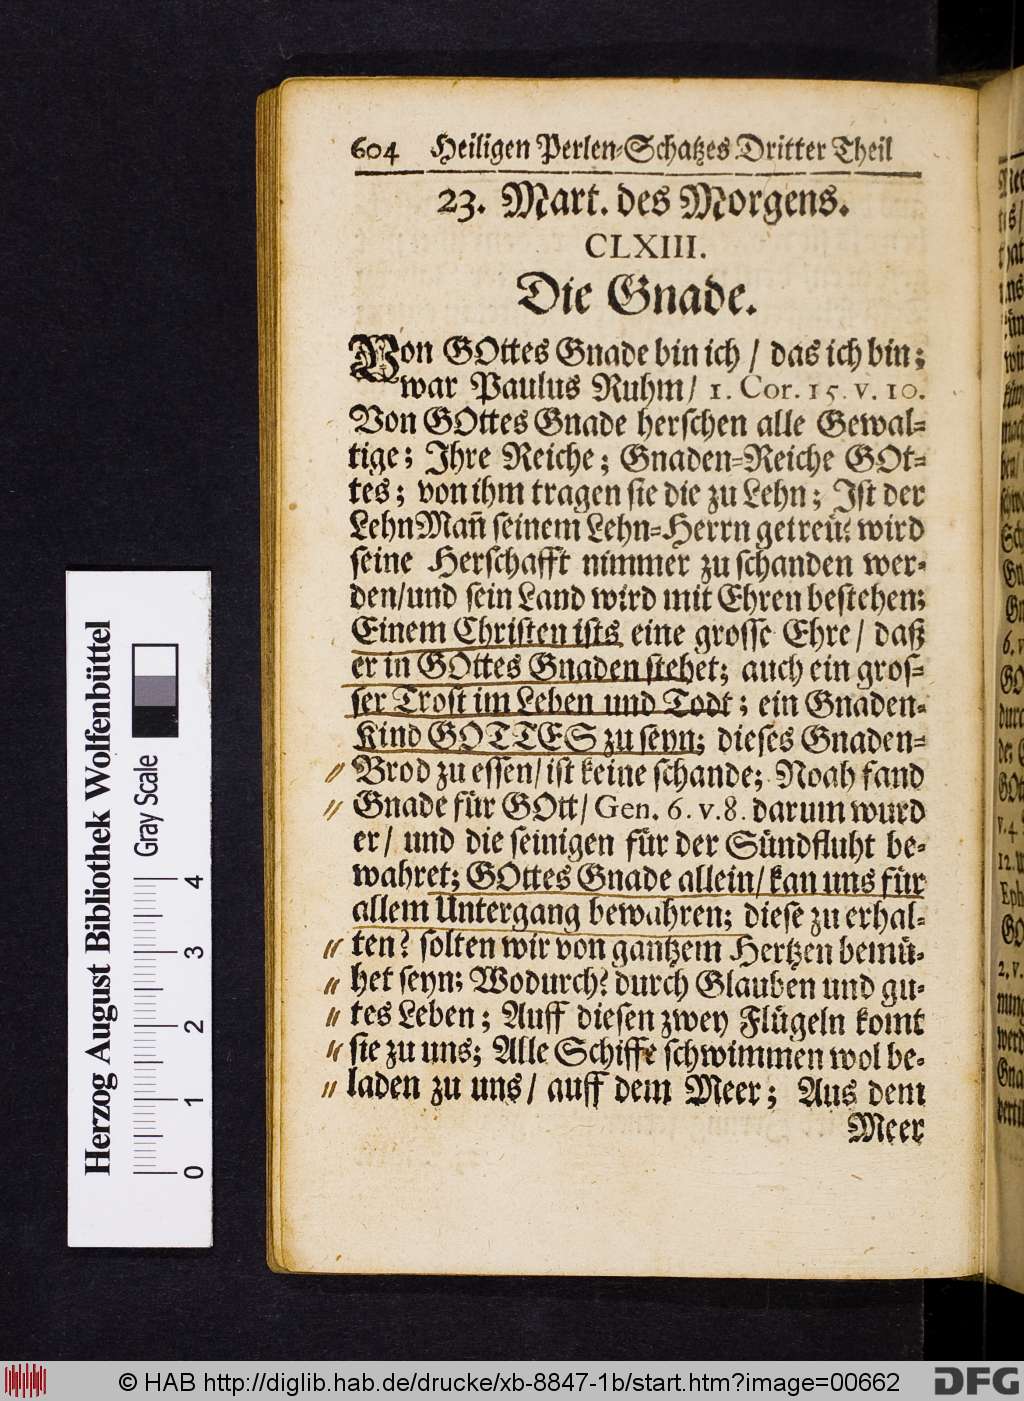 604 Heiligen Perlen-Schatzes Dritter Theil
23. Mart. des Morgens.
CLXIII.
Die Gnade.
Von GOttes Gnade bin ich / das ich bin;
war Paulus Ruhm / 1. Cor. 15. v. 10.
Von GOttes Gnade herschen alle Gewal-
tige; Ihre Reiche; Gnaden-Reiche GOt-
tes; von ihm tragen sie die zu Lehn; Ist der
LehnMañ seinem Lehn-Herrn getreü? wird
seine Herschafft nimmer zu schanden wer-
den/und sein Land wird mit Ehren bestehen;
Einem Christen ists eine grosse Ehre / daß
er in GOttes Gnaden stehet; auch ein gros-
ser Trost im Leben und Todt; ein Gnaden-
Kind GOTTES zu seyn; dieses Gnaden-
Brod zu essen/ ist keine schande; Noah fand
Gnade für GOtt/ Gen. 6. v. 8. darum wurd
er/ und die seinigen für der Sündfluht be-
wahret; GOttes Gnade allein/ kan uns für
allem Untergang bewahren; diese zu erhal-
ten? solten wir von gantzem Hertzen bemü-
het seyn; Wodurch? durch Glauben und gu-
tes Leben; Auff diesen zwey Flügeln komt
sie zu uns; Alle Schiffe schwimmen wol be-
laden zu uns/ auff dem Meer; Aus dem
Meer
Herzog August Bibliothek Wolfenbüttel
Gray Scale
0 1 2 3 4
© HAB http://diglib.hab.de/drucke/xb-8847-1b/start.htm?image=00662
DFG